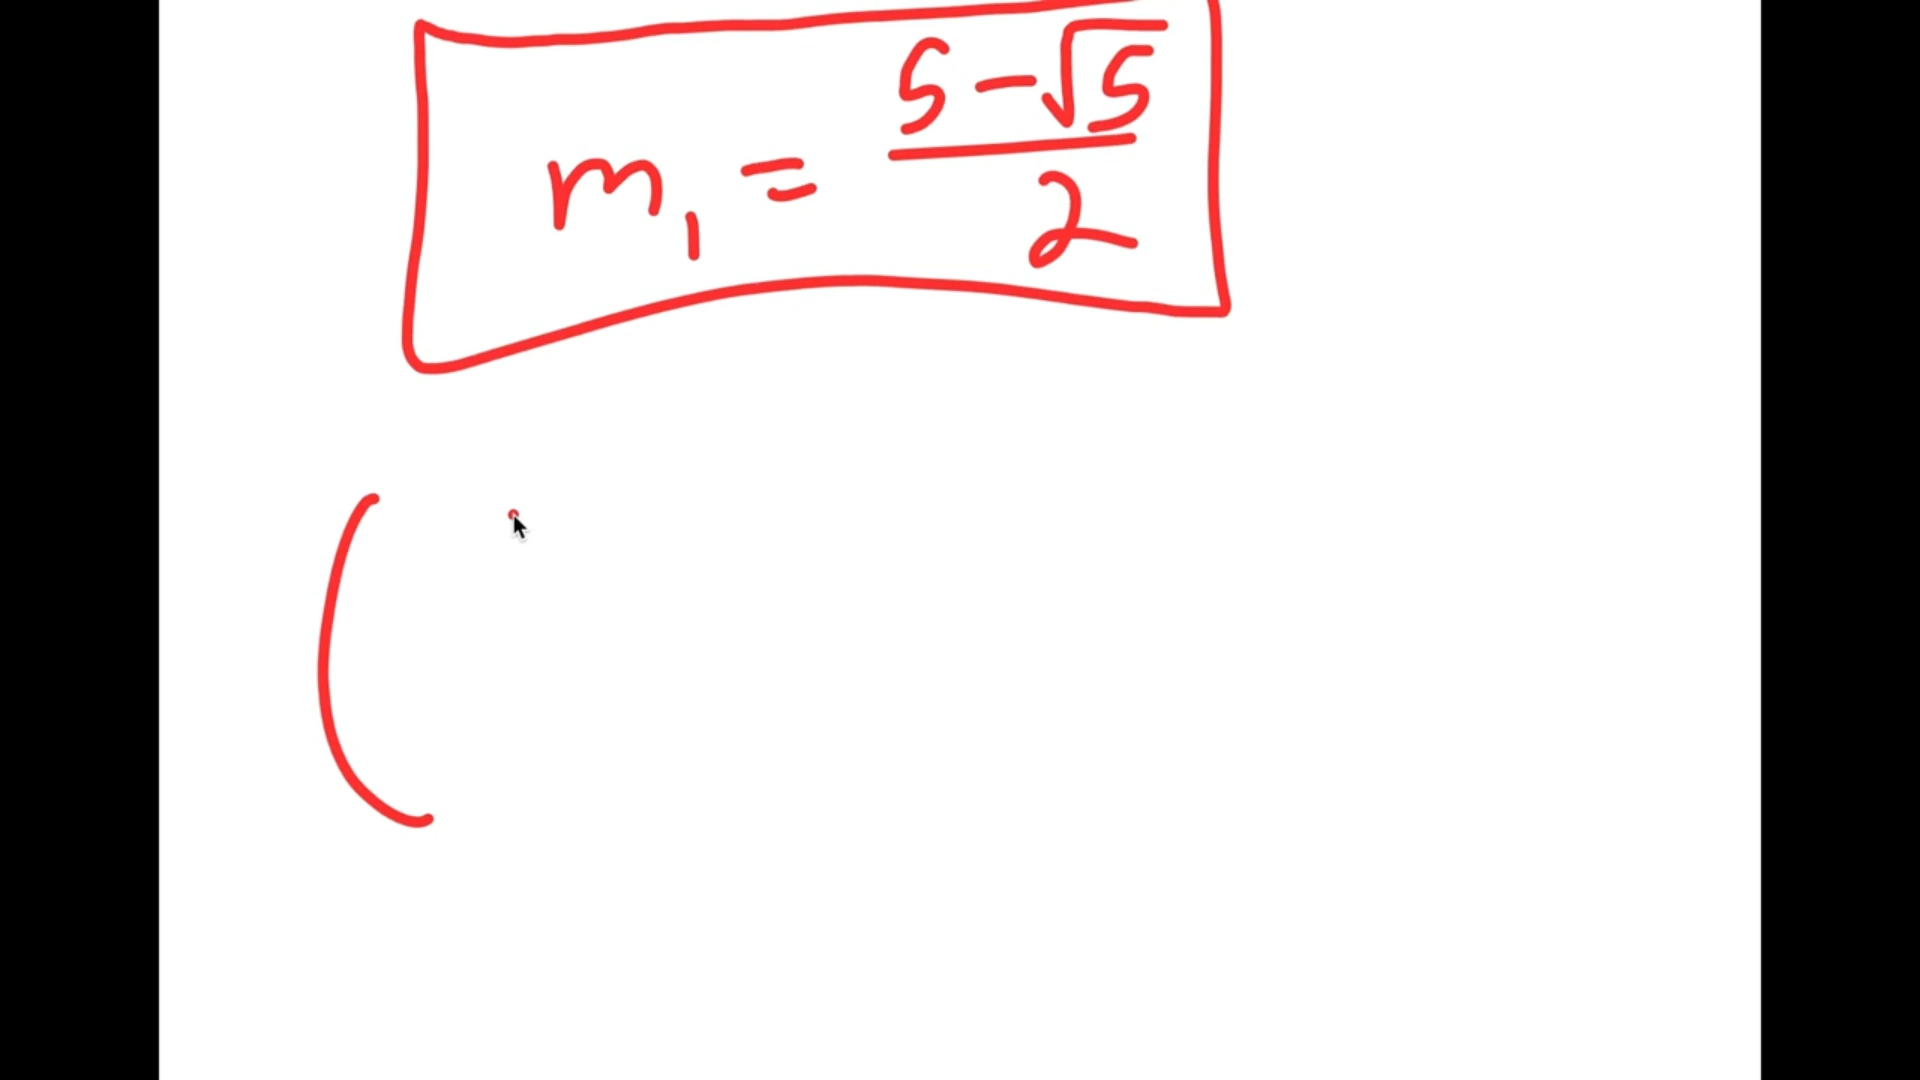 m₁ = (5 − √5) / 2
(